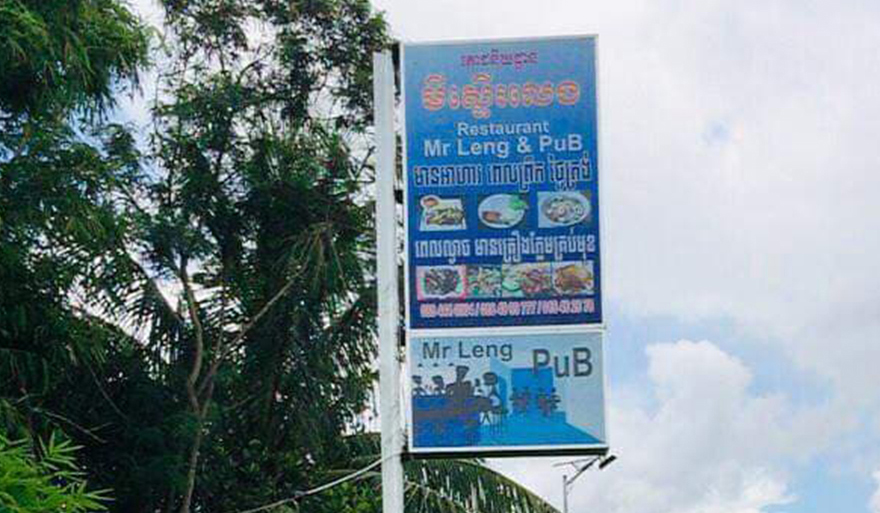 ភោជនីយដ្ឋាន
មីស្ទើរលេង
Restaurant
Mr Leng & PuB
មានអាហារ ពេលព្រឹក ថ្ងៃត្រង់
ពេលល្ងាច មានគ្រឿងក្លែមគ្រប់មុខ
Mr Leng
PuB